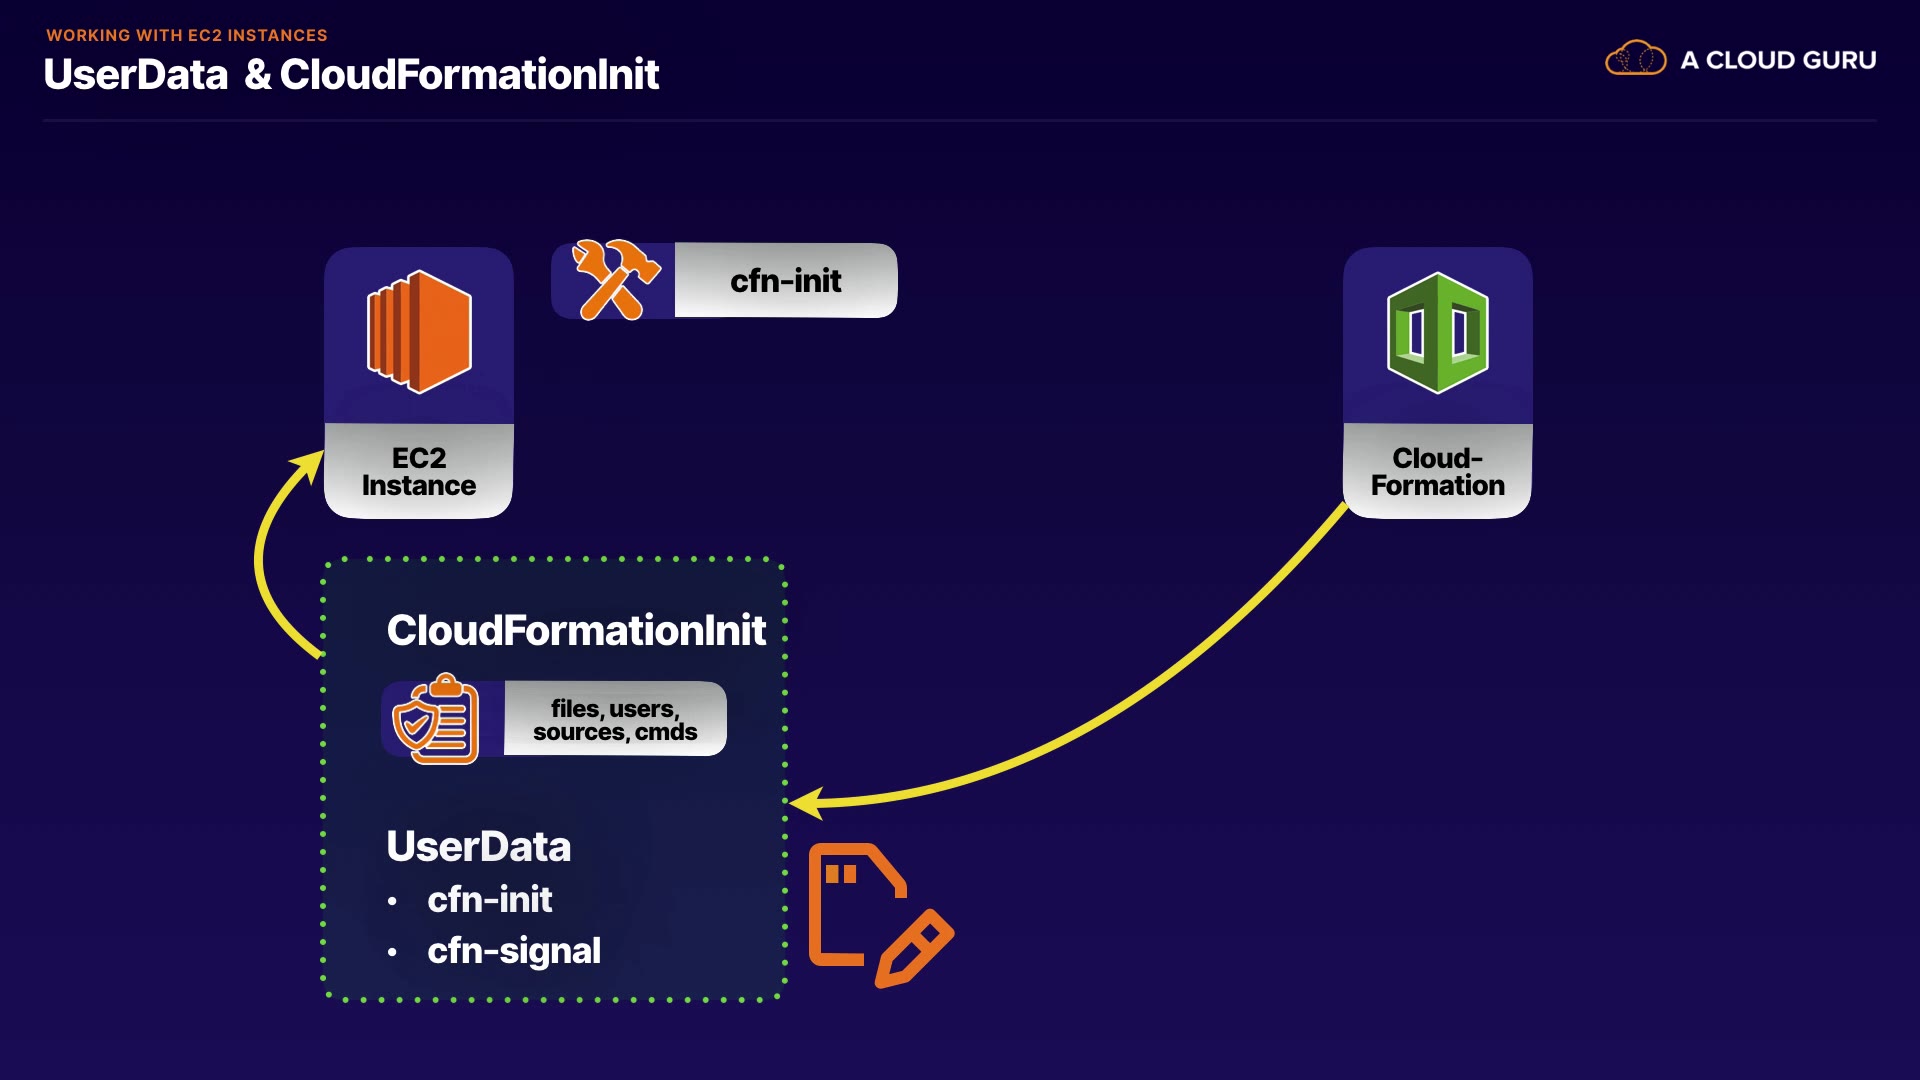 WORKING WITH EC2 INSTANCES
UserData & CloudFormationInit
A CLOUD GURU
cfn-init
EC2
Instance
Cloud-
Formation
CloudFormationInit
files, users,
sources, cmds
UserData
• cfn-init
• cfn-signal